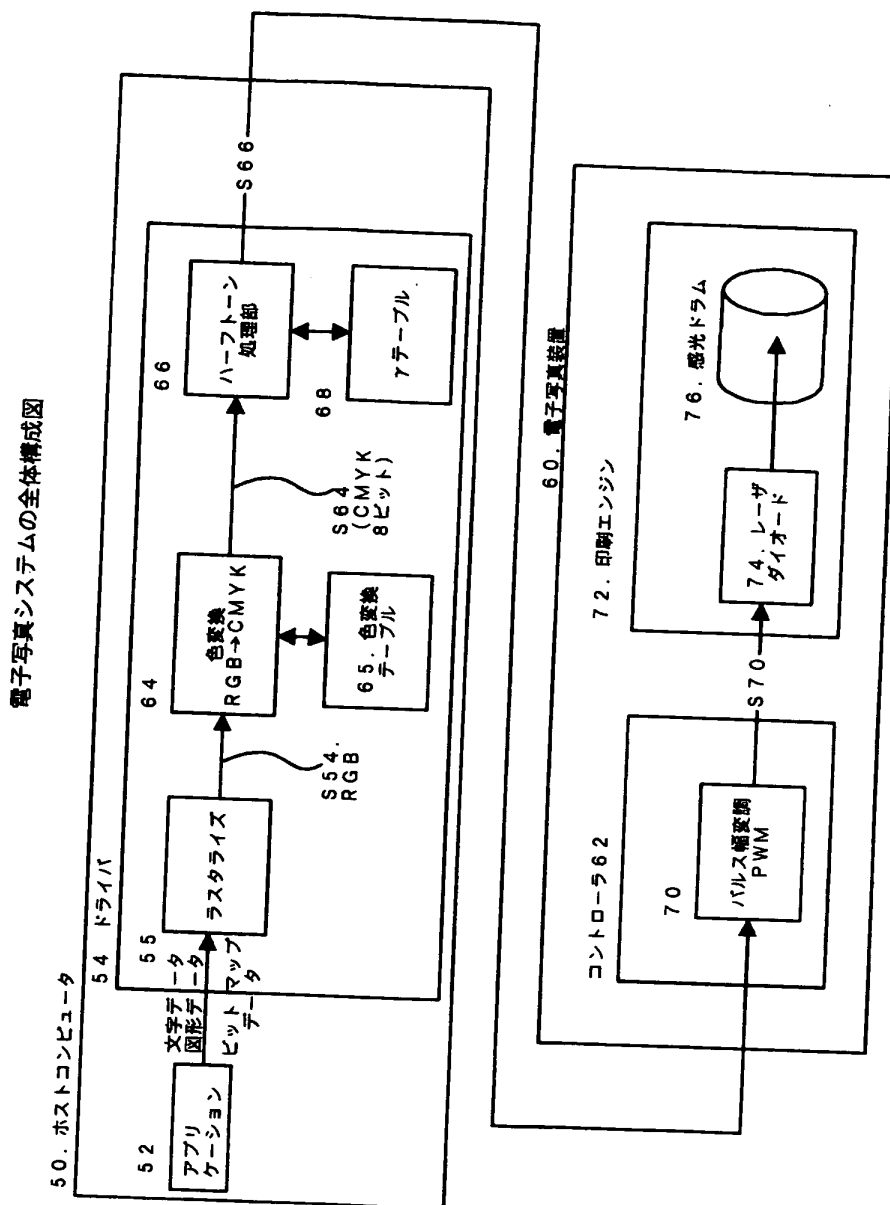 電子写真システムの全体構成図
50. ホストコンピュータ
52
アプリ
ケーション
文字データ
図形データ
ビットマップ
データ
54 ドライバ
55
ラスタライズ
S54.
RGB
64
色変換
RGB→CMYK
65. 色変換
テーブル
S64
(CMYK
8ビット)
66
ハーフトーン
処理部
68
γテーブル
S66
60. 電子写真装置
コントローラ62
70
パルス幅変調
PWM
S70
72. 印刷エンジン
74. レーザ
ダイオード
76. 感光ドラム